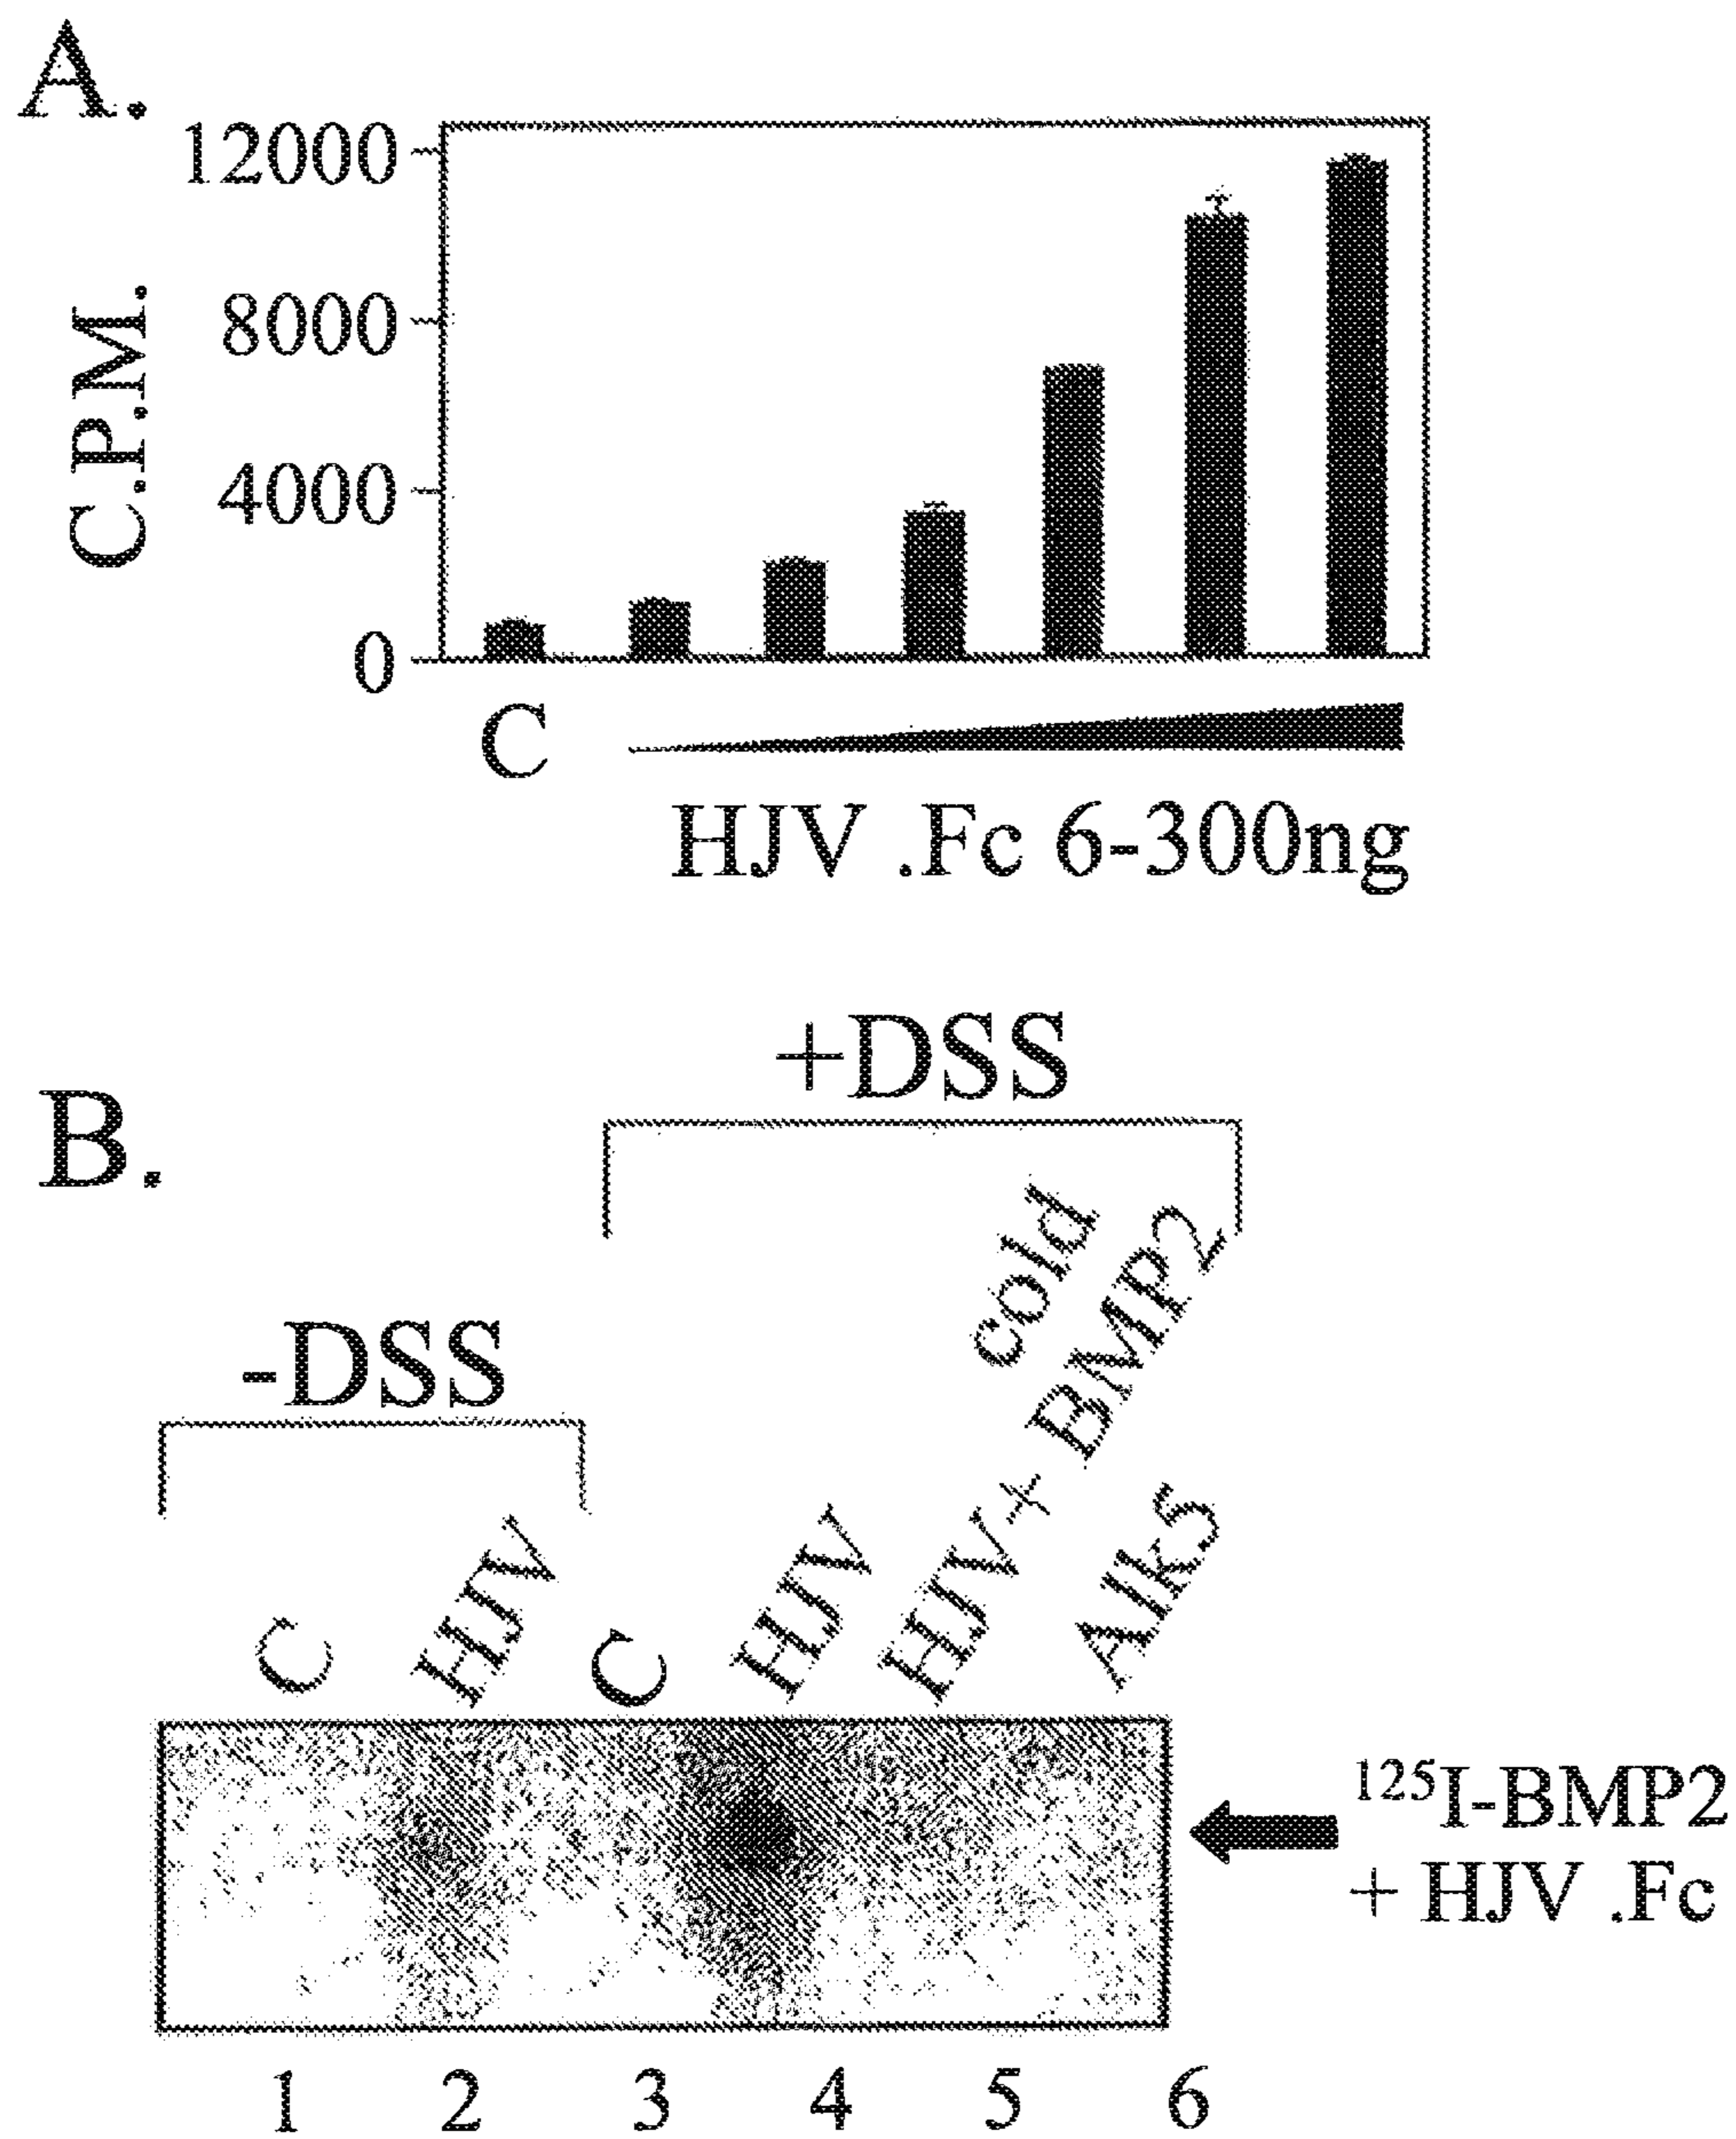 A.
12000
8000
4000
0
C.P.M.
C
HJV .Fc 6-300ng
B.
+DSS
-DSS
C
HJV
C
HJV
HJV+ cold BMP2
Alk5
125I-BMP2
+ HJV .Fc
1 2 3 4 5 6